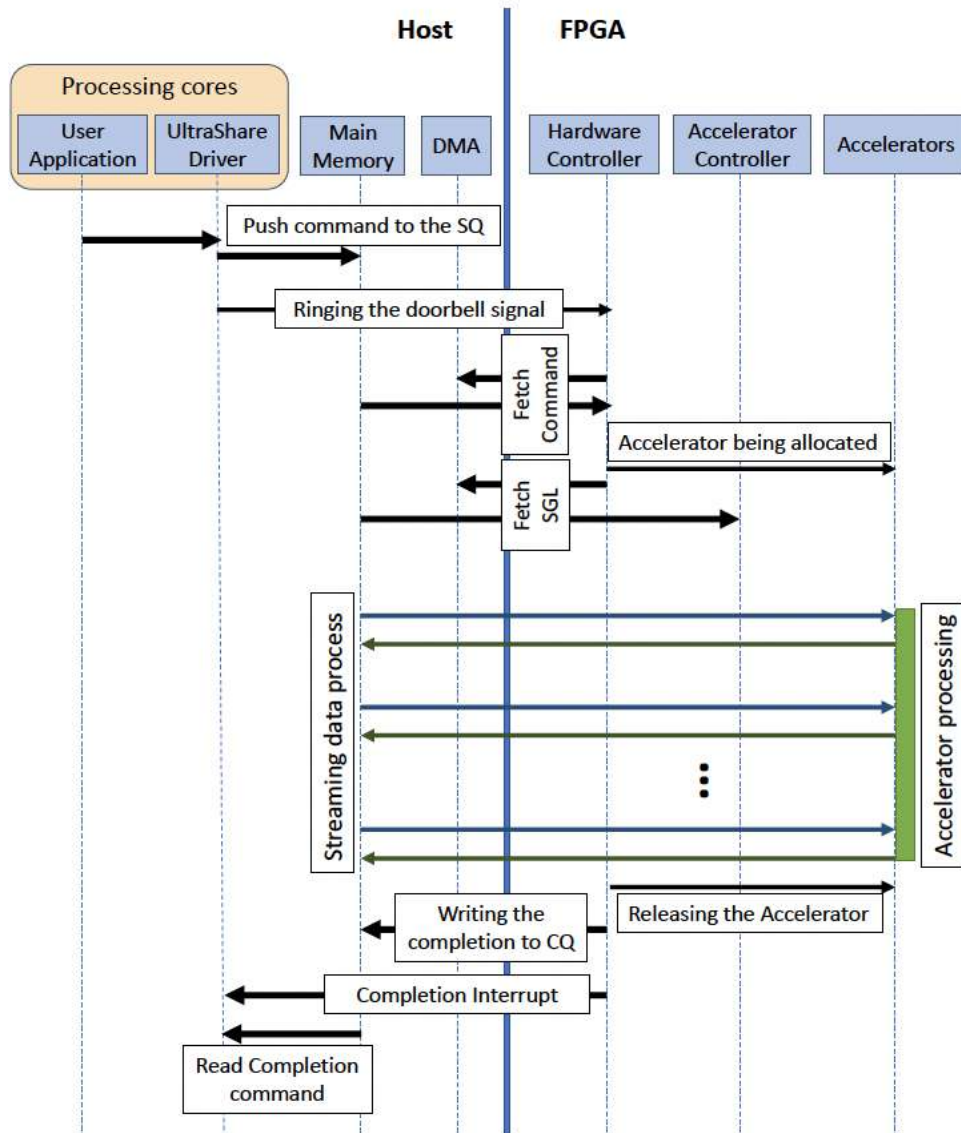 Host
FPGA
Processing cores
User
Application
UltraShare
Driver
Main
Memory
DMA
Hardware
Controller
Accelerator
Controller
Accelerators
Push command to the SQ
Ringing the doorbell signal
Fetch
Command
Accelerator being allocated
Fetch
SGL
Streaming data process
Accelerator processing
...
Releasing the Accelerator
Writing the
completion to CQ
Completion Interrupt
Read Completion
command